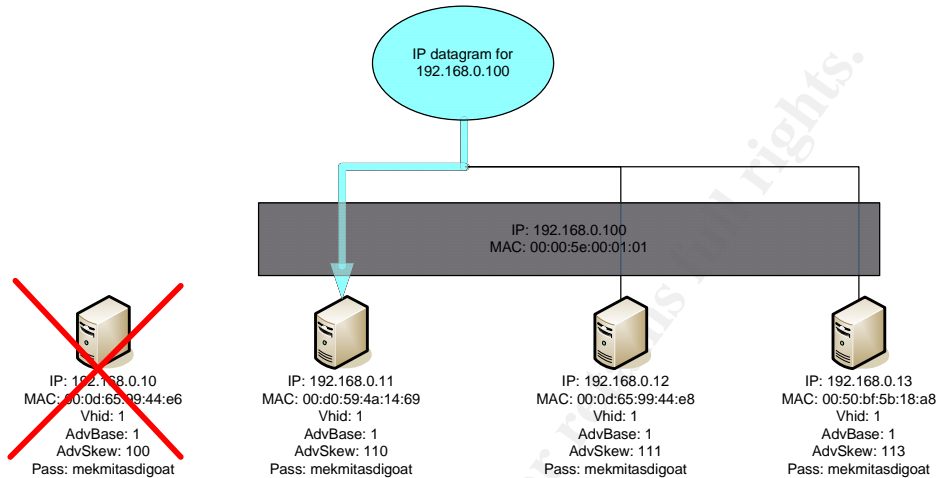 IP datagram for
192.168.0.100
IP: 192.168.0.100
MAC: 00:00:5e:00:01:01
IP: 192.168.0.10
MAC: 00:0d:65:99:44:e6
Vhid: 1
AdvBase: 1
AdvSkew: 100
Pass: mekmitasdigoat
IP: 192.168.0.11
MAC: 00:d0:59:4a:14:69
Vhid: 1
AdvBase: 1
AdvSkew: 110
Pass: mekmitasdigoat
IP: 192.168.0.12
MAC: 00:0d:65:99:44:e8
Vhid: 1
AdvBase: 1
AdvSkew: 111
Pass: mekmitasdigoat
IP: 192.168.0.13
MAC: 00:50:bf:5b:18:a8
Vhid: 1
AdvBase: 1
AdvSkew: 113
Pass: mekmitasdigoat
full rights.